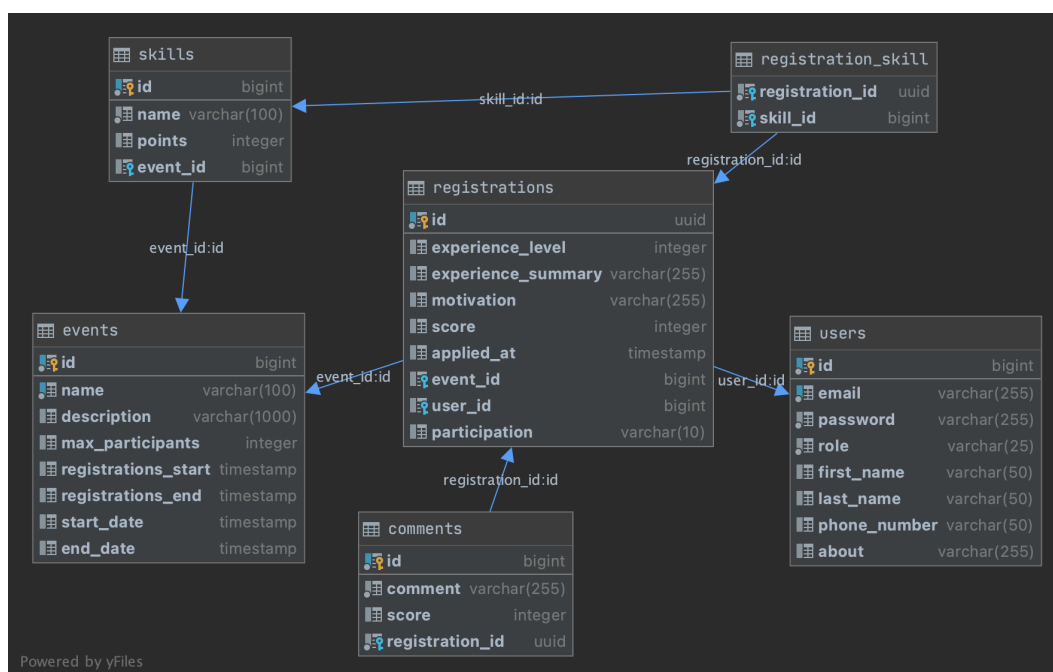 skills
id bigint
name varchar(100)
points integer
event_id bigint
registration_skill
registration_id uuid
skill_id bigint
skill_id:id
registration_id:id
event_id:id
registrations
id uuid
experience_level integer
experience_summary varchar(255)
motivation varchar(255)
score integer
applied_at timestamp
event_id bigint
user_id bigint
participation varchar(10)
events
id bigint
name varchar(100)
description varchar(1000)
max_participants integer
registrations_start timestamp
registrations_end timestamp
start_date timestamp
end_date timestamp
event_id:id
user_id:id
users
id bigint
email varchar(255)
password varchar(255)
role varchar(25)
first_name varchar(50)
last_name varchar(50)
phone_number varchar(50)
about varchar(255)
registration_id:id
comments
id bigint
comment varchar(255)
score integer
registration_id uuid
Powered by yFiles